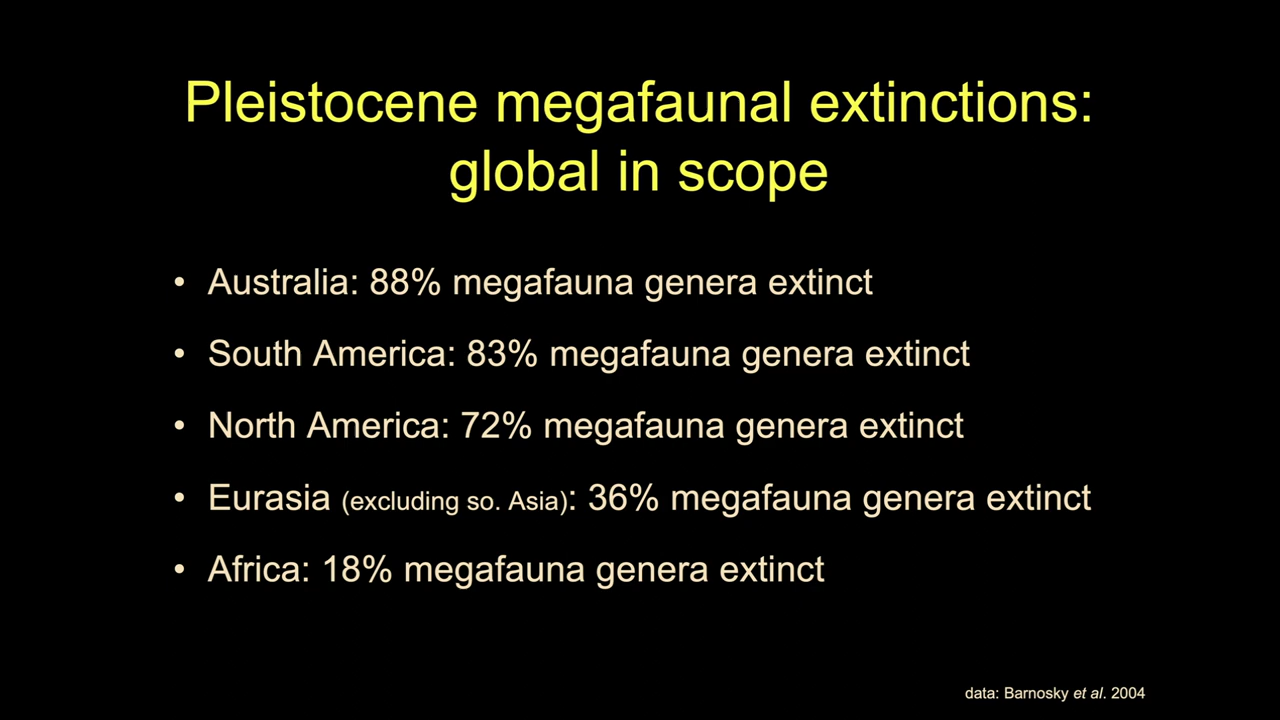 Pleistocene megafaunal extinctions:
global in scope
• Australia: 88% megafauna genera extinct
• South America: 83% megafauna genera extinct
• North America: 72% megafauna genera extinct
• Eurasia (excluding so. Asia): 36% megafauna genera extinct
• Africa: 18% megafauna genera extinct
data: Barnosky et al. 2004